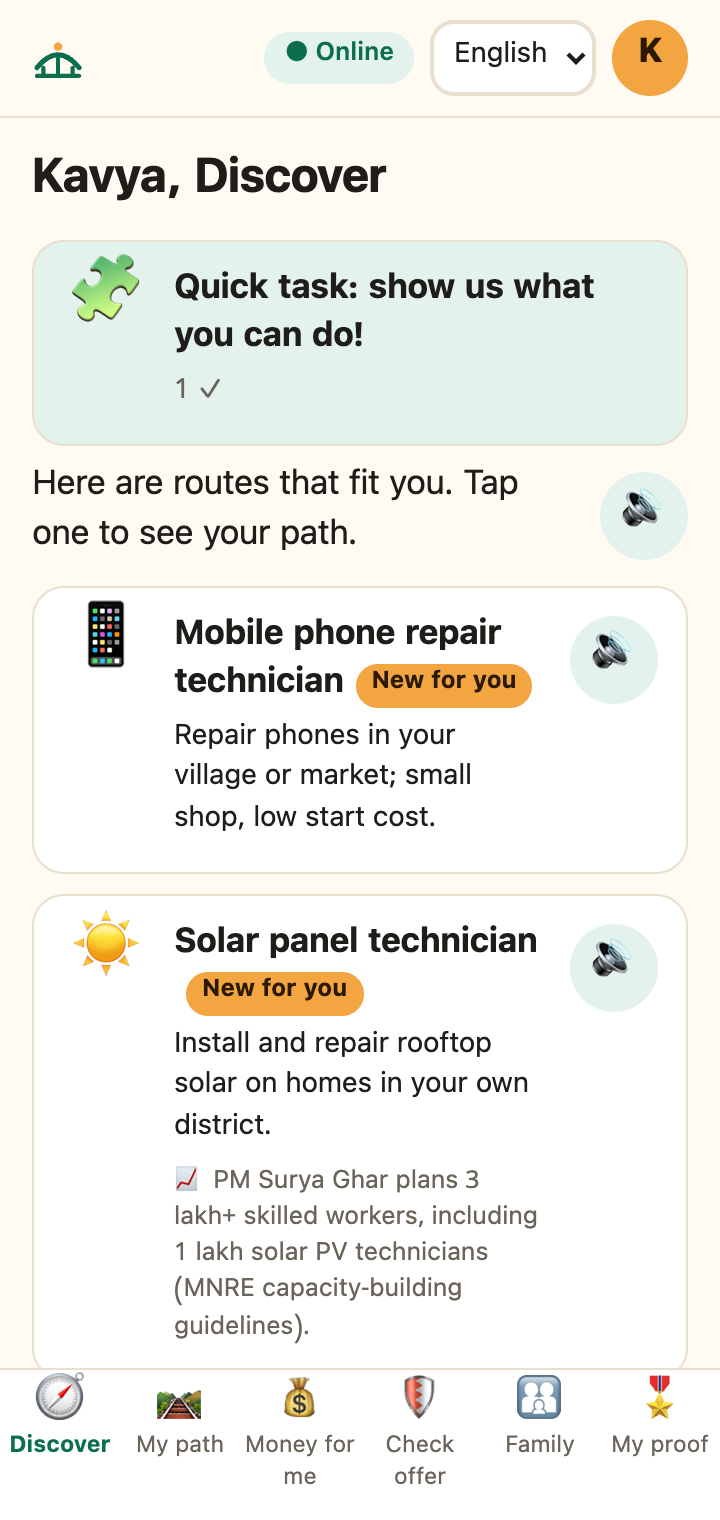 Online
English
K
Kavya, Discover
Quick task: show us what
you can do!
1 ✓
Here are routes that fit you. Tap
one to see your path.
Mobile phone repair
technician New for you
Repair phones in your
village or market; small
shop, low start cost.
Solar panel technician
New for you
Install and repair rooftop
solar on homes in your own
district.
PM Surya Ghar plans 3
lakh+ skilled workers, including
1 lakh solar PV technicians
(MNRE capacity-building
guidelines).
Discover
My path
Money for
me
Check
offer
Family
My proof